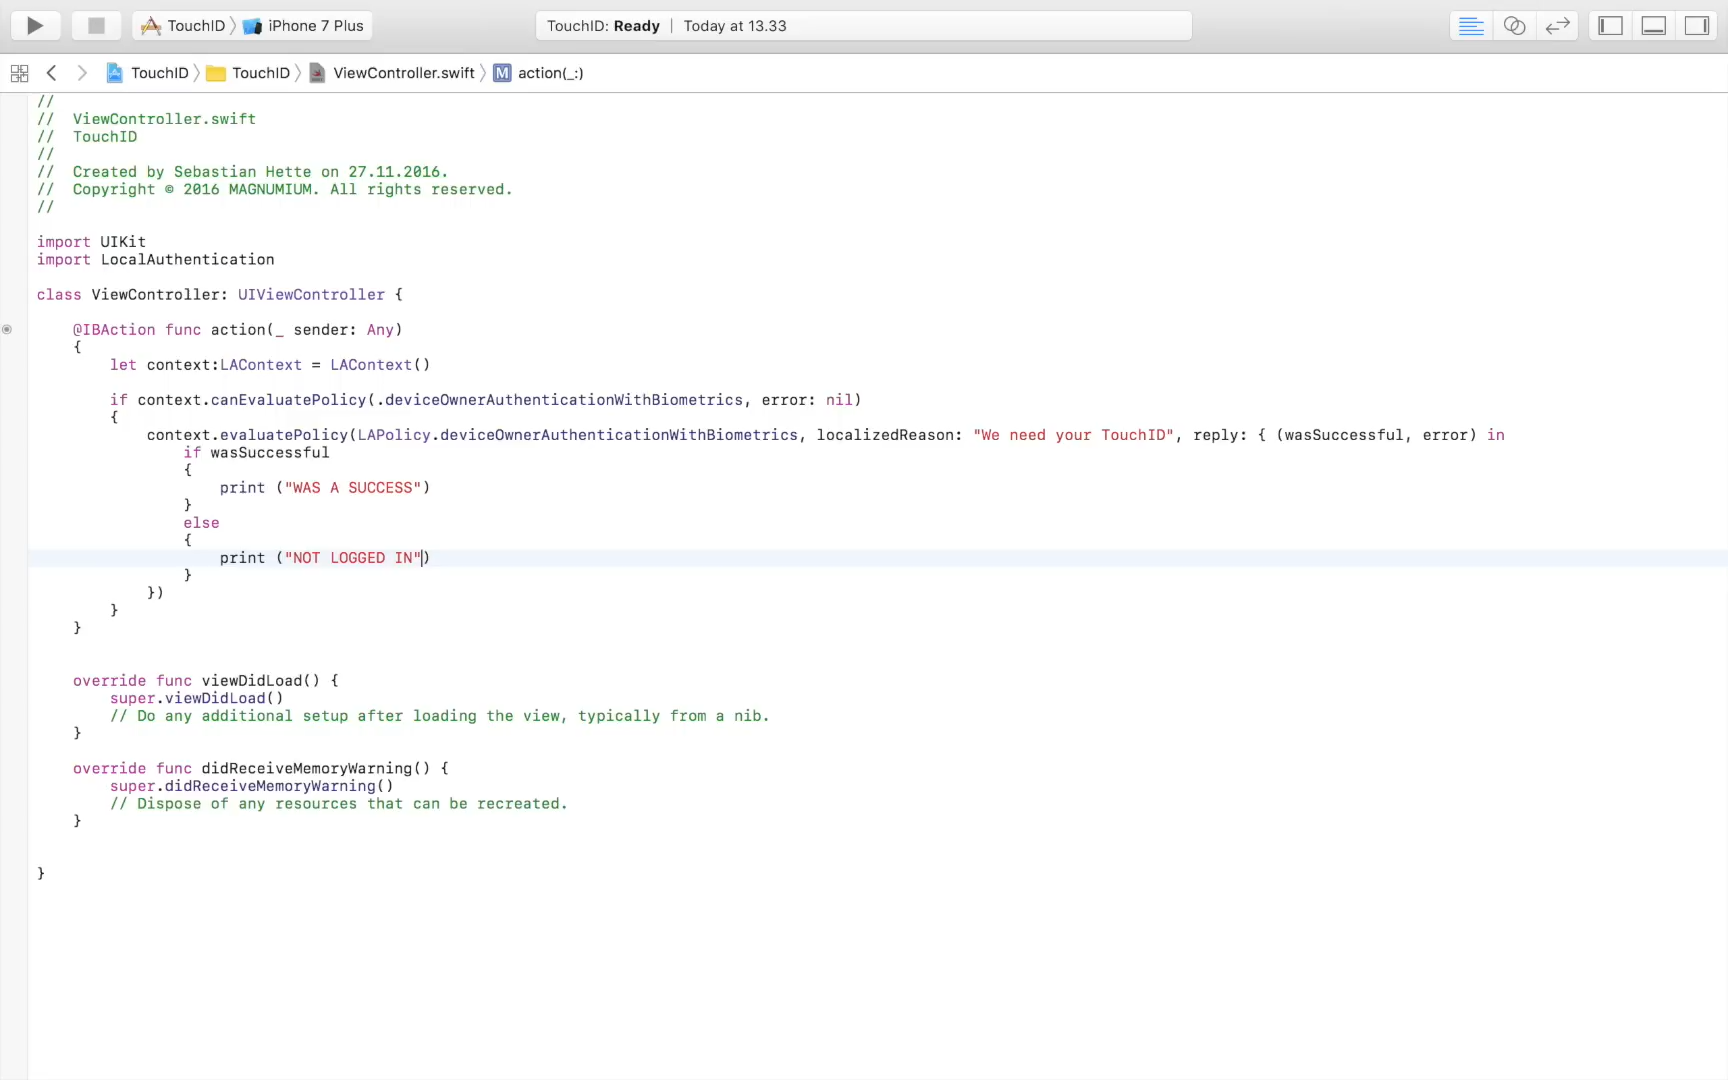 TouchID iPhone 7 Plus TouchID: Ready | Today at 13.33
TouchID TouchID ViewController.swift M action(_:)
//
//  ViewController.swift
//  TouchID
//
//  Created by Sebastian Hette on 27.11.2016.
//  Copyright © 2016 MAGNUMIUM. All rights reserved.
//
import UIKit
import LocalAuthentication
class ViewController: UIViewController {
    @IBAction func action(_ sender: Any)
    {
        let context:LAContext = LAContext()
        if context.canEvaluatePolicy(.deviceOwnerAuthenticationWithBiometrics, error: nil)
        {
            context.evaluatePolicy(LAPolicy.deviceOwnerAuthenticationWithBiometrics, localizedReason: "We need your TouchID", reply: { (wasSuccessful, error) in
                if wasSuccessful
                {
                    print ("WAS A SUCCESS")
                }
                else
                {
                    print ("NOT LOGGED IN")
                }
            })
        }
    }
    override func viewDidLoad() {
        super.viewDidLoad()
        // Do any additional setup after loading the view, typically from a nib.
    }
    override func didReceiveMemoryWarning() {
        super.didReceiveMemoryWarning()
        // Dispose of any resources that can be recreated.
    }
}